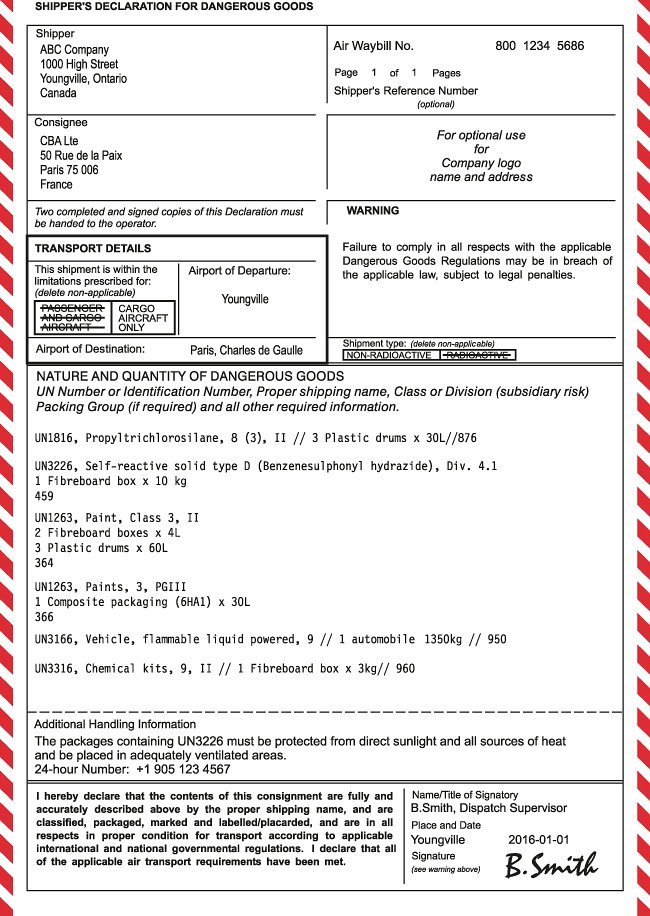 SHIPPER'S DECLARATION FOR DANGEROUS GOODS
Shipper
ABC Company
1000 High Street
Youngville, Ontario
Canada
Air Waybill No. 800 1234 5686
Page 1 of 1 Pages
Shipper's Reference Number
(optional)
Consignee
CBA Lte
50 Rue de la Paix
Paris 75 006
France
For optional use
for
Company logo
name and address
Two completed and signed copies of this Declaration must
be handed to the operator.
WARNING
Failure to comply in all respects with the applicable
Dangerous Goods Regulations may be in breach of
the applicable law, subject to legal penalties.
TRANSPORT DETAILS
This shipment is within the
limitations prescribed for:
(delete non-applicable)
PASSENGER
AND CARGO
AIRCRAFT
CARGO
AIRCRAFT
ONLY
Airport of Departure:
Youngville
Airport of Destination: Paris, Charles de Gaulle
Shipment type: (delete non-applicable)
NON-RADIOACTIVE RADIOACTIVE
NATURE AND QUANTITY OF DANGEROUS GOODS
UN Number or Identification Number, Proper shipping name, Class or Division (subsidiary risk)
Packing Group (if required) and all other required information.
UN1816, Propyltrichlorosilane, 8 (3), II // 3 Plastic drums x 30L//876
UN3226, Self-reactive solid type D (Benzenesulphonyl hydrazide), Div. 4.1
1 Fibreboard box x 10 kg
459
UN1263, Paint, Class 3, II
2 Fibreboard boxes x 4L
3 Plastic drums x 60L
364
UN1263, Paints, 3, PGIII
1 Composite packaging (6HA1) x 30L
366
UN3166, Vehicle, flammable liquid powered, 9 // 1 automobile 1350kg // 950
UN3316, Chemical kits, 9, II // 1 Fibreboard box x 3kg// 960
Additional Handling Information
The packages containing UN3226 must be protected from direct sunlight and all sources of heat
and be placed in adequately ventilated areas.
24-hour Number: +1 905 123 4567
I hereby declare that the contents of this consignment are fully and
accurately described above by the proper shipping name, and are
classified, packaged, marked and labelled/placarded, and are in all
respects in proper condition for transport according to applicable
international and national governmental regulations. I declare that all
of the applicable air transport requirements have been met.
Name/Title of Signatory
B.Smith, Dispatch Supervisor
Place and Date
Youngville 2016-01-01
Signature
(see warning above)
B.Smith